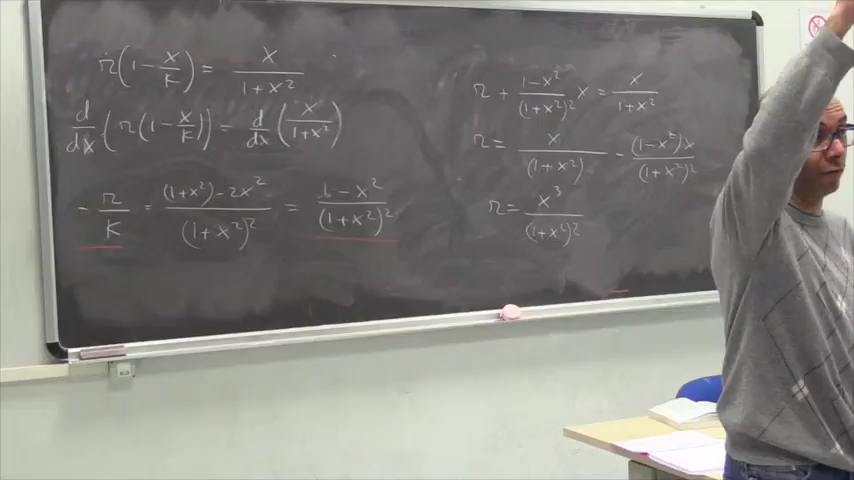 r(1-x/K) = x/(1+x²)
d/dx (r(1-x/K)) = d/dx (x/(1+x²))
-r/K = ((1+x²)-2x²)/(1+x²)² = (1-x²)/(1+x²)²
r + (1-x²)/(1+x²)² x = x/(1+x²)
r = x/(1+x²) - (1-x²)x/(1+x²)²
r = x³/(1+x²)²